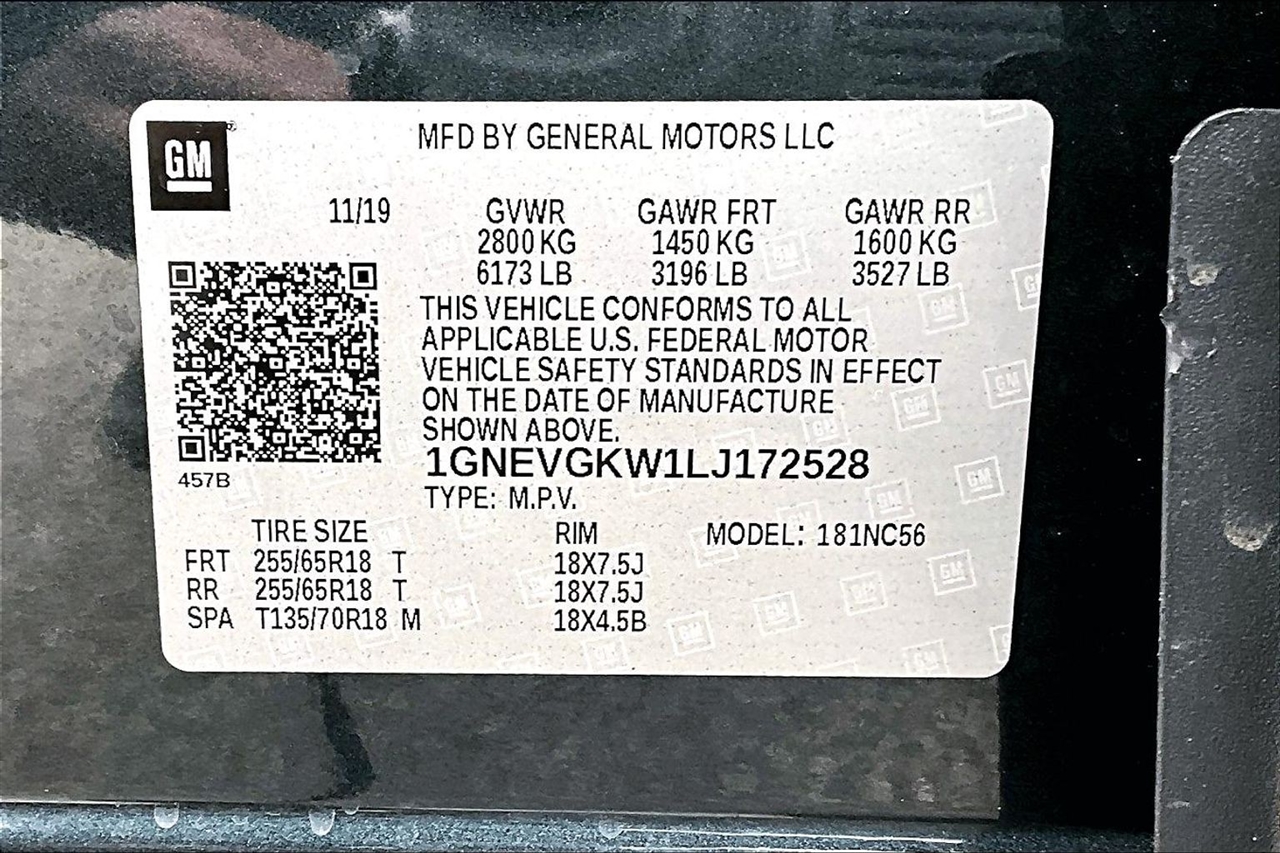 GM
MFD BY GENERAL MOTORS LLC
11/19 GVWR GAWR FRT GAWR RR
2800 KG 1450 KG 1600 KG
6173 LB 3196 LB 3527 LB
THIS VEHICLE CONFORMS TO ALL
APPLICABLE U.S. FEDERAL MOTOR
VEHICLE SAFETY STANDARDS IN EFFECT
ON THE DATE OF MANUFACTURE
SHOWN ABOVE.
457B
1GNEVGKW1LJ172528
TYPE: M.P.V.
TIRE SIZE RIM MODEL: 181NC56
FRT 255/65R18 T 18X7.5J
RR 255/65R18 T 18X7.5J
SPA T135/70R18 M 18X4.5B